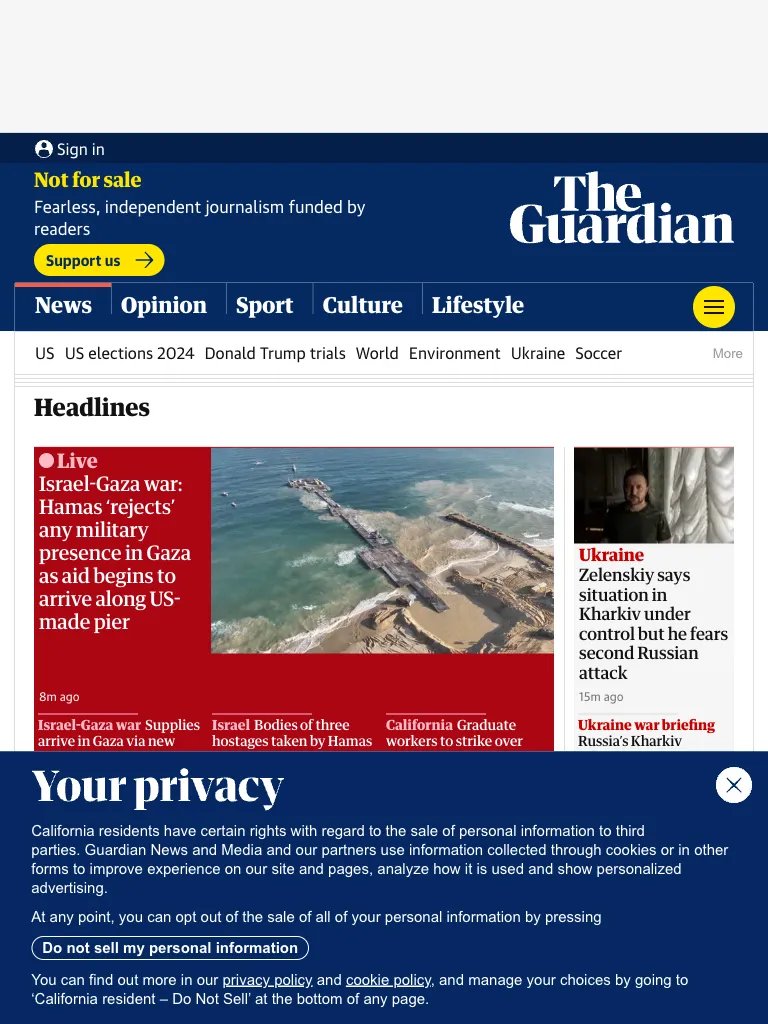 Sign in
Not for sale
Fearless, independent journalism funded by
readers
Support us
The
Guardian
News Opinion Sport Culture Lifestyle
US US elections 2024 Donald Trump trials World Environment Ukraine Soccer More
Headlines
Live
Israel-Gaza war:
Hamas ‘rejects’
any military
presence in Gaza
as aid begins to
arrive along US-
made pier
8m ago
Israel-Gaza war Supplies
arrive in Gaza via new
Israel Bodies of three
hostages taken by Hamas
California Graduate
workers to strike over
Ukraine
Zelenskiy says
situation in
Kharkiv under
control but he fears
second Russian
attack
15m ago
Ukraine war briefing
Russia’s Kharkiv
Your privacy
California residents have certain rights with regard to the sale of personal information to third
parties. Guardian News and Media and our partners use information collected through cookies or in other
forms to improve experience on our site and pages, analyze how it is used and show personalized
advertising.
At any point, you can opt out of the sale of all of your personal information by pressing
Do not sell my personal information
You can find out more in our privacy policy and cookie policy, and manage your choices by going to
‘California resident – Do Not Sell’ at the bottom of any page.